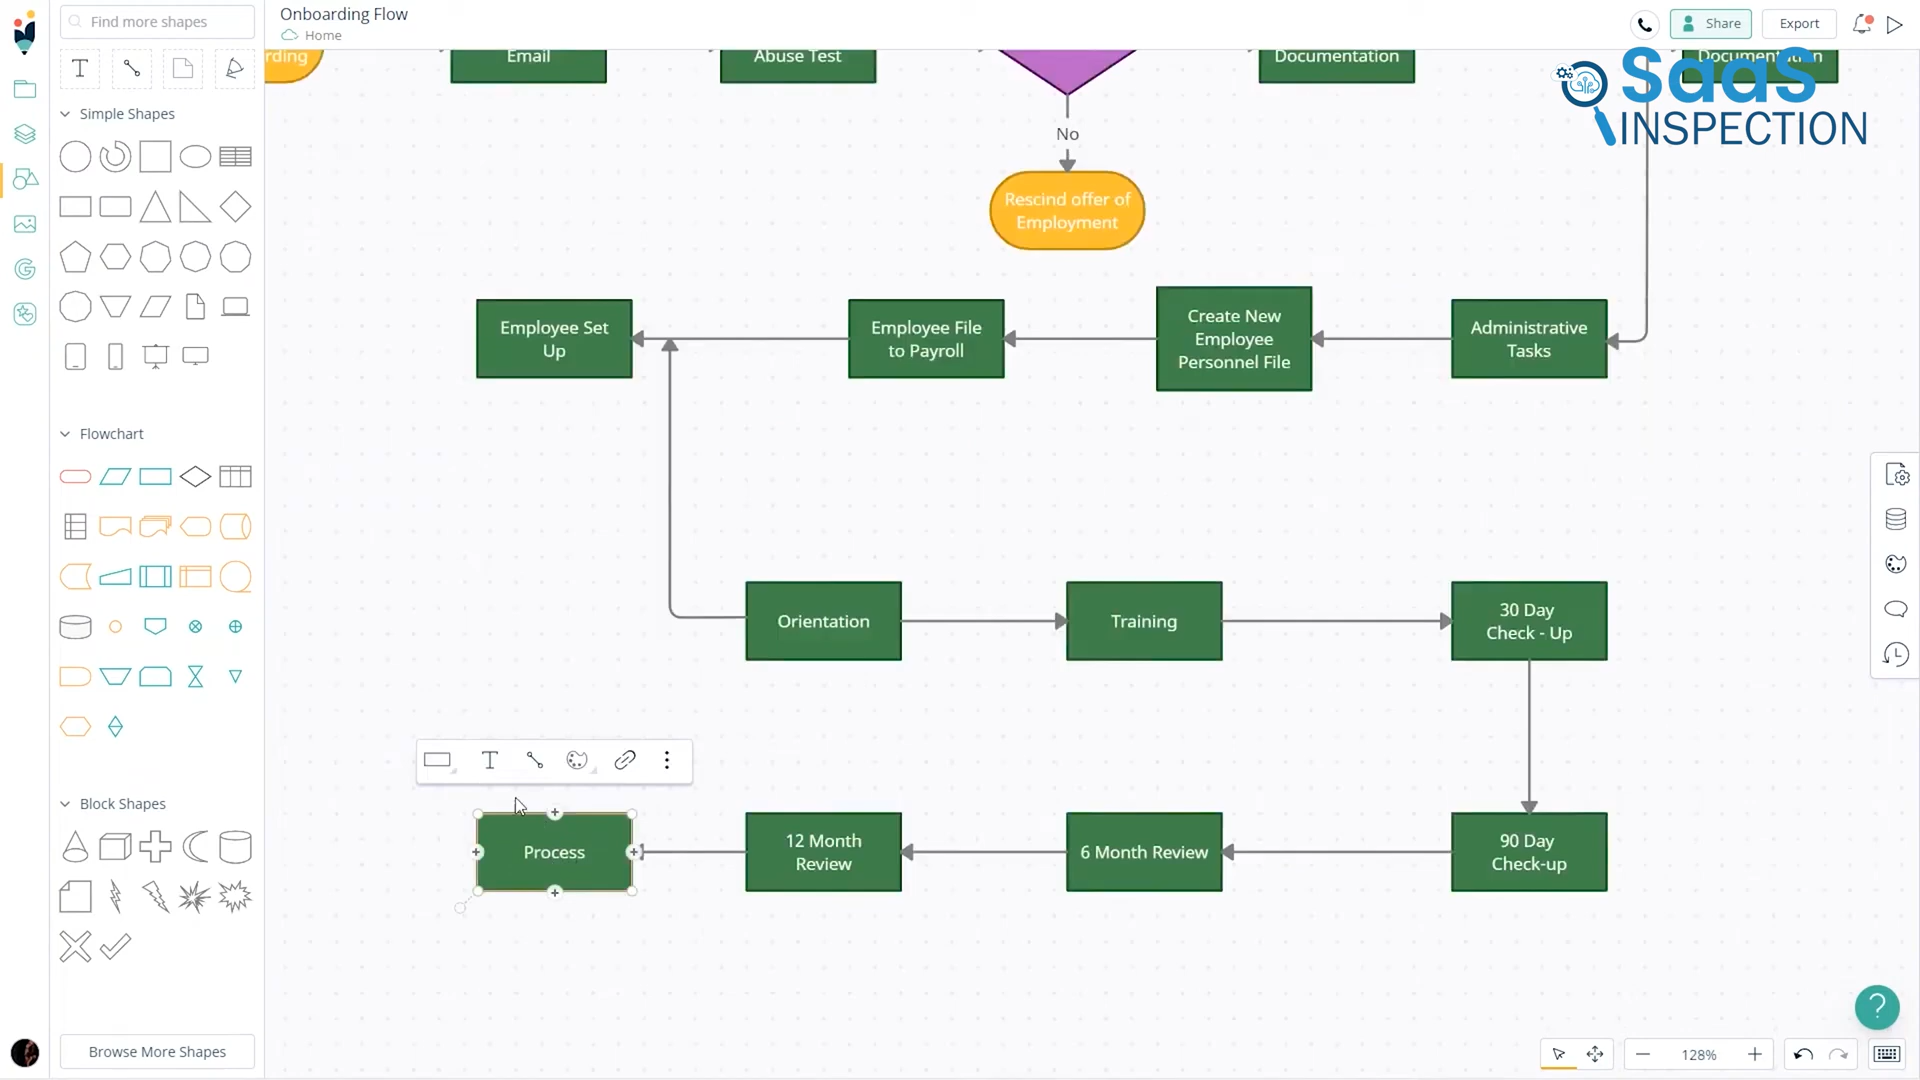 Find more shapes
Onboarding Flow
Home
Share
Export
SaaS
INSPECTION
rding
Email
Abuse Test
Documentation
Documentation
Simple Shapes
No
Rescind offer of
Employment
Employee Set
Up
Employee File
to Payroll
Create New
Employee
Personnel File
Administrative
Tasks
Flowchart
Orientation
Training
30 Day
Check - Up
Block Shapes
Process
12 Month
Review
6 Month Review
90 Day
Check-up
Browse More Shapes
128%